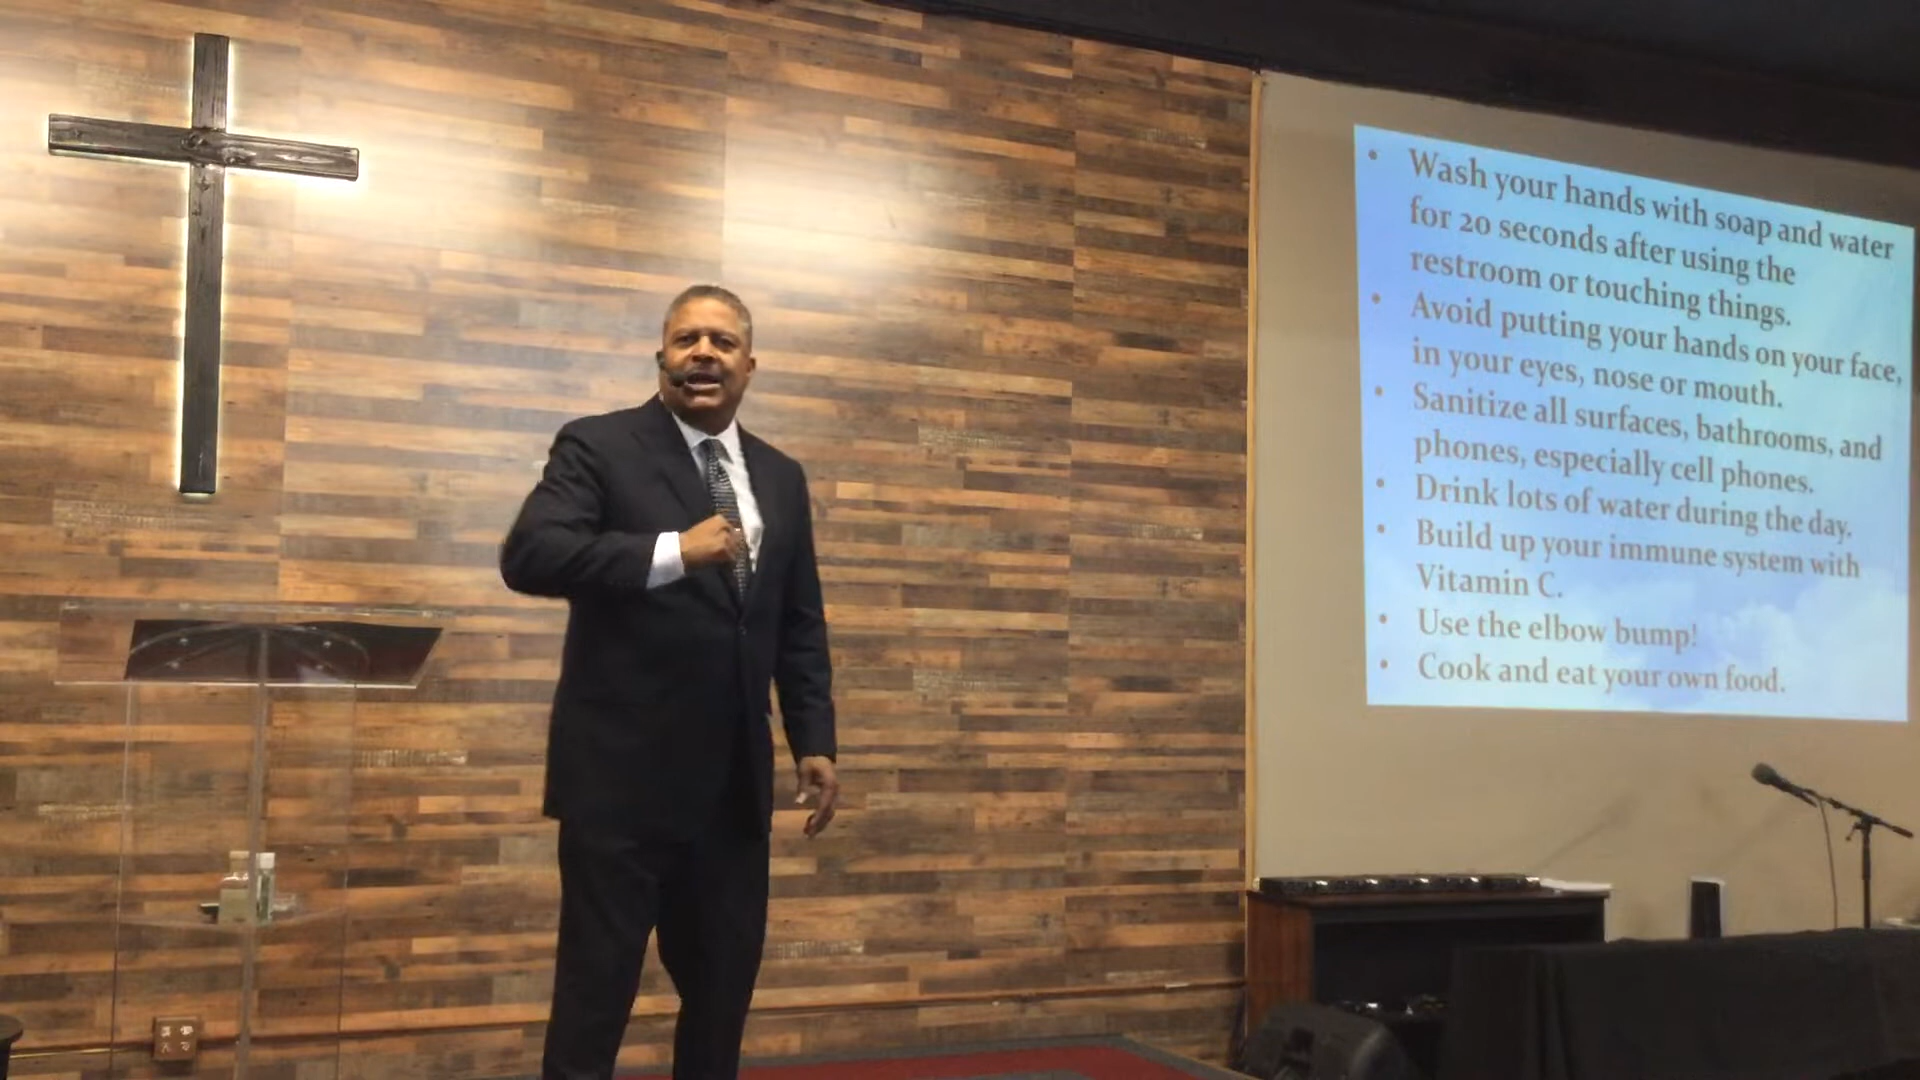 • Wash your hands with soap and water
for 20 seconds after using the
restroom or touching things.
• Avoid putting your hands on your face,
in your eyes, nose or mouth.
• Sanitize all surfaces, bathrooms, and
phones, especially cell phones.
• Drink lots of water during the day.
• Build up your immune system with
Vitamin C.
• Use the elbow bump!
• Cook and eat your own food.